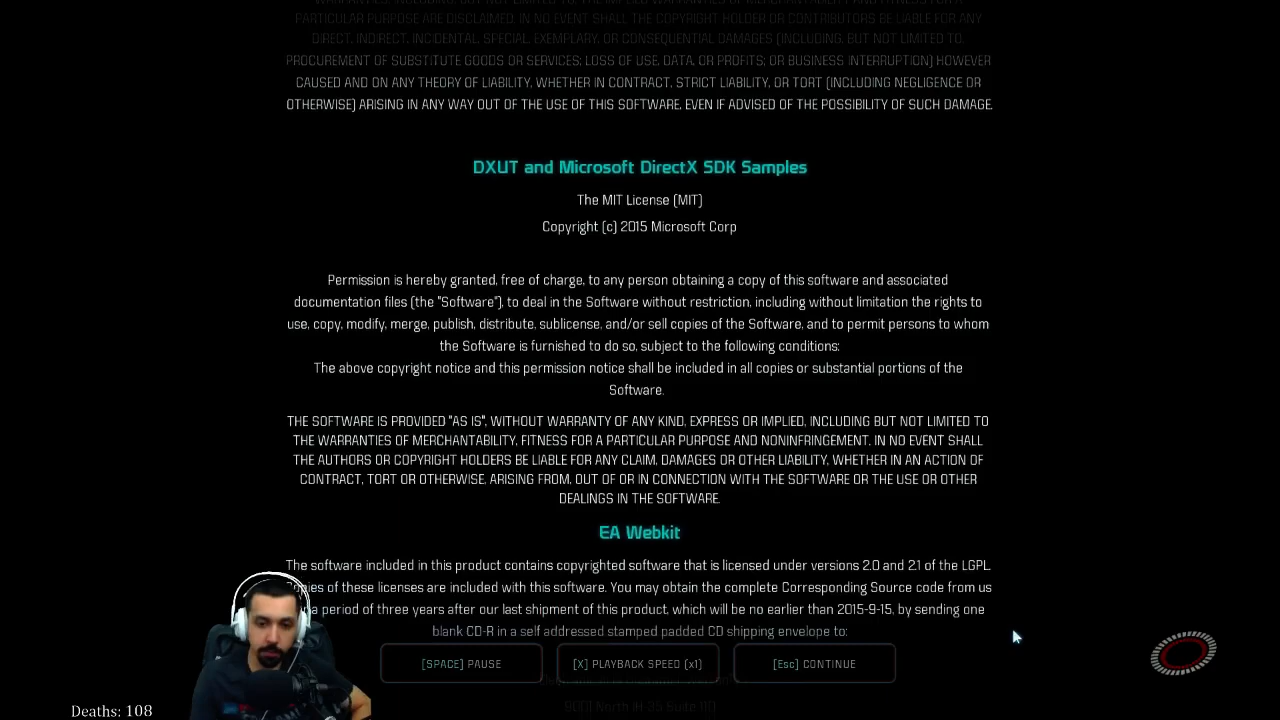 PARTICULAR PURPOSE ARE DISCLAIMED. IN NO EVENT SHALL THE COPYRIGHT HOLDER OR CONTRIBUTORS BE LIABLE FOR ANY
DIRECT, INDIRECT, INCIDENTAL, SPECIAL, EXEMPLARY, OR CONSEQUENTIAL DAMAGES (INCLUDING, BUT NOT LIMITED TO,
PROCUREMENT OF SUBSTITUTE GOODS OR SERVICES; LOSS OF USE, DATA, OR PROFITS; OR BUSINESS INTERRUPTION) HOWEVER
CAUSED AND ON ANY THEORY OF LIABILITY, WHETHER IN CONTRACT, STRICT LIABILITY, OR TORT (INCLUDING NEGLIGENCE OR
OTHERWISE) ARISING IN ANY WAY OUT OF THE USE OF THIS SOFTWARE, EVEN IF ADVISED OF THE POSSIBILITY OF SUCH DAMAGE.
DXUT and Microsoft DirectX SDK Samples
The MIT License (MIT)
Copyright (c) 2015 Microsoft Corp
Permission is hereby granted, free of charge, to any person obtaining a copy of this software and associated
documentation files (the "Software"), to deal in the Software without restriction, including without limitation the rights to
use, copy, modify, merge, publish, distribute, sublicense, and/or sell copies of the Software, and to permit persons to whom
the Software is furnished to do so, subject to the following conditions:
The above copyright notice and this permission notice shall be included in all copies or substantial portions of the
Software.
THE SOFTWARE IS PROVIDED "AS IS", WITHOUT WARRANTY OF ANY KIND, EXPRESS OR IMPLIED, INCLUDING BUT NOT LIMITED TO
THE WARRANTIES OF MERCHANTABILITY, FITNESS FOR A PARTICULAR PURPOSE AND NONINFRINGEMENT. IN NO EVENT SHALL
THE AUTHORS OR COPYRIGHT HOLDERS BE LIABLE FOR ANY CLAIM, DAMAGES OR OTHER LIABILITY, WHETHER IN AN ACTION OF
CONTRACT, TORT OR OTHERWISE, ARISING FROM, OUT OF OR IN CONNECTION WITH THE SOFTWARE OR THE USE OR OTHER
DEALINGS IN THE SOFTWARE.
EA Webkit
The software included in this product contains copyrighted software that is licensed under versions 2.0 and 2.1 of the LGPL.
Copies of these licenses are included with this software. You may obtain the complete Corresponding Source code from us
a period of three years after our last shipment of this product, which will be no earlier than 2015-9-15, by sending one
blank CD-R in a self addressed stamped padded CD shipping envelope to:
[SPACE] PAUSE
[X] PLAYBACK SPEED (x1)
[Esc] CONTINUE
Deaths: 108